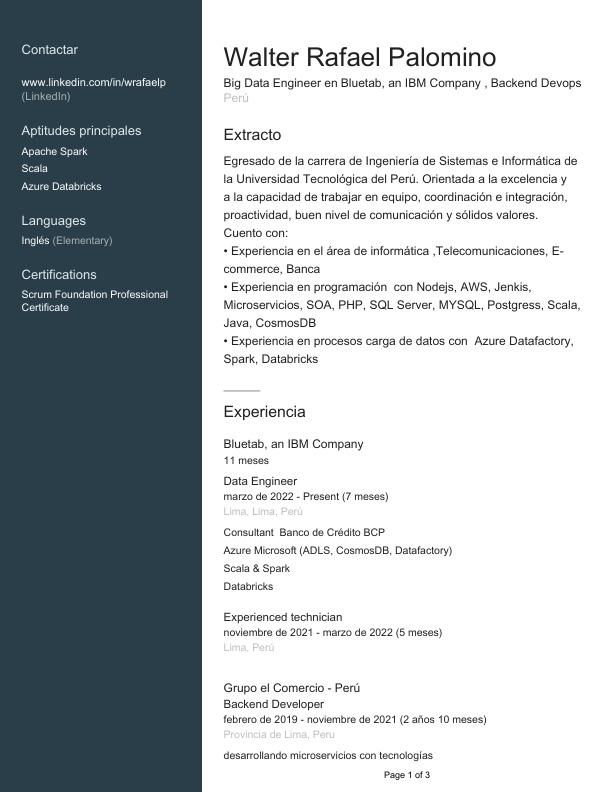 Contactar
www.linkedin.com/in/wrafaelp
(LinkedIn)
Aptitudes principales
Apache Spark
Scala
Azure Databricks
Languages
Inglés (Elementary)
Certifications
Scrum Foundation Professional
Certificate
Walter Rafael Palomino
Big Data Engineer en Bluetab, an IBM Company , Backend Devops
Perú
Extracto
Egresado de la carrera de Ingeniería de Sistemas e Informática de
la Universidad Tecnológica del Perú. Orientada a la excelencia y
a la capacidad de trabajar en equipo, coordinación e integración,
proactividad, buen nivel de comunicación y sólidos valores.
Cuento con:
• Experiencia en el área de informática ,Telecomunicaciones, E-
commerce, Banca
• Experiencia en programación  con Nodejs, AWS, Jenkis,
Microservicios, SOA, PHP, SQL Server, MYSQL, Postgress, Scala,
Java, CosmosDB
• Experiencia en procesos carga de datos con  Azure Datafactory,
Spark, Databricks
Experiencia
Bluetab, an IBM Company
11 meses
Data Engineer
marzo de 2022 - Present (7 meses)
Lima, Lima, Perú
Consultant  Banco de Crédito BCP
Azure Microsoft (ADLS, CosmosDB, Datafactory)
Scala & Spark
Databricks
Experienced technician
noviembre de 2021 - marzo de 2022 (5 meses)
Lima, Perú
Grupo el Comercio - Perú
Backend Developer
febrero de 2019 - noviembre de 2021 (2 años 10 meses)
Provincia de Lima, Peru
desarrollando microservicios con tecnologías
Page 1 of 3